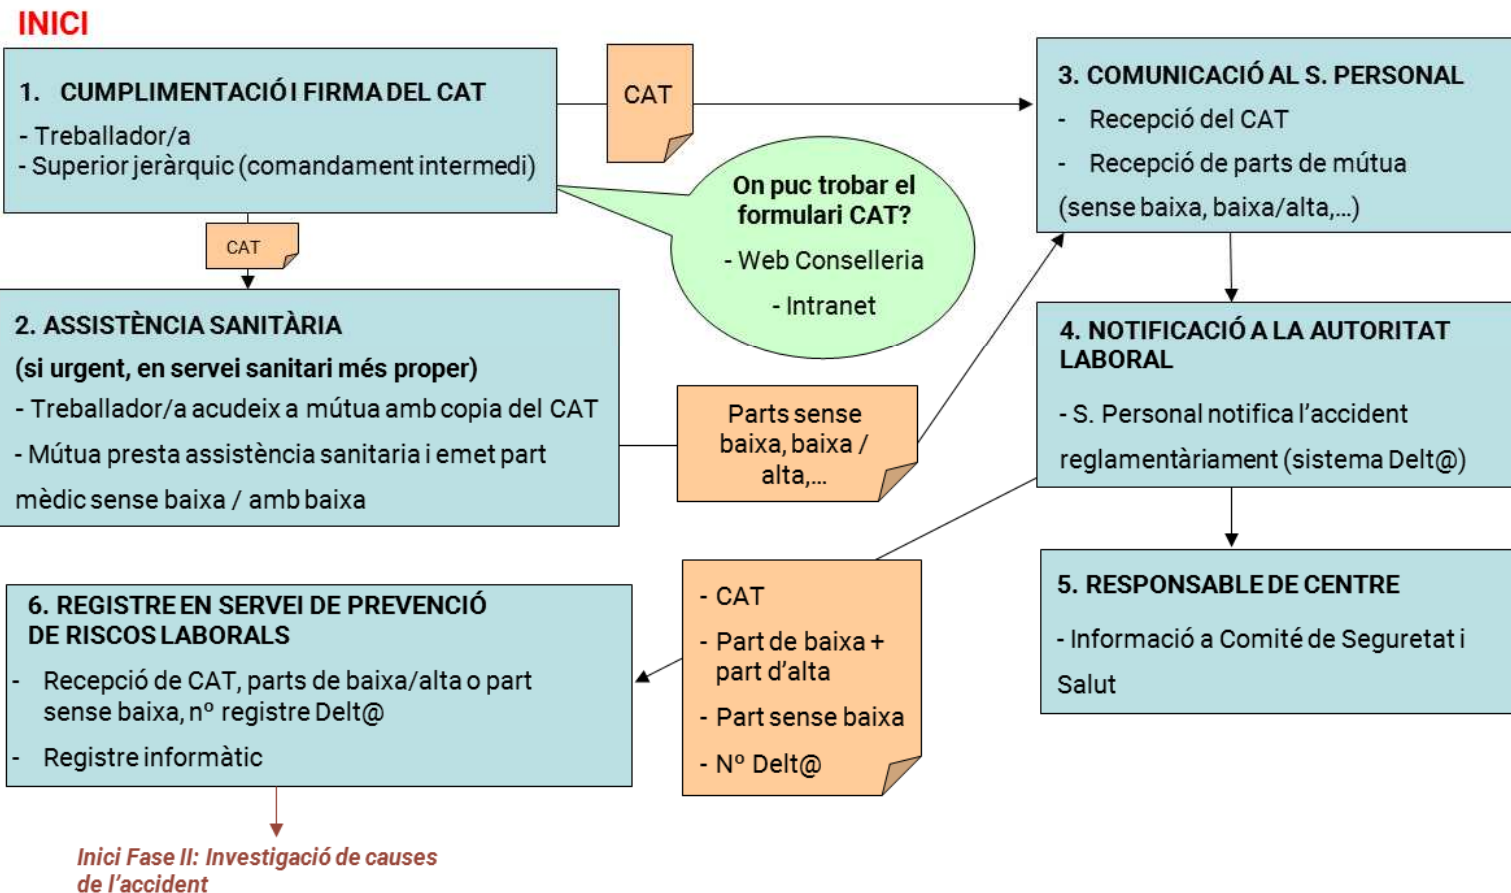 INICI
1. CUMPLIMENTACIÓ I FIRMA DEL CAT
- Treballador/a
- Superior jeràrquic (comandament intermedi)
CAT
CAT
On puc trobar el
formulari CAT?
- Web Conselleria
- Intranet
2. ASSISTÈNCIA SANITÀRIA
(si urgent, en servei sanitari més proper)
- Treballador/a acudeix a mútua amb copia del CAT
- Mútua presta assistència sanitaria i emet part
mèdic sense baixa / amb baixa
Parts sense
baixa, baixa /
alta,...
3. COMUNICACIÓ AL S. PERSONAL
- Recepció del CAT
- Recepció de parts de mútua
(sense baixa, baixa/alta,...)
4. NOTIFICACIÓ A LA AUTORITAT
LABORAL
- S. Personal notifica l'accident
reglamentàriament (sistema Delt@)
5. RESPONSABLE DE CENTRE
- Informació a Comité de Seguretat i
Salut
- CAT
- Part de baixa +
part d'alta
- Part sense baixa
- Nº Delt@
6. REGISTRE EN SERVEI DE PREVENCIÓ
DE RISCOS LABORALS
- Recepció de CAT, parts de baixa/alta o part
sense baixa, nº registre Delt@
- Registre informàtic
Inici Fase II: Investigació de causes
de l'accident